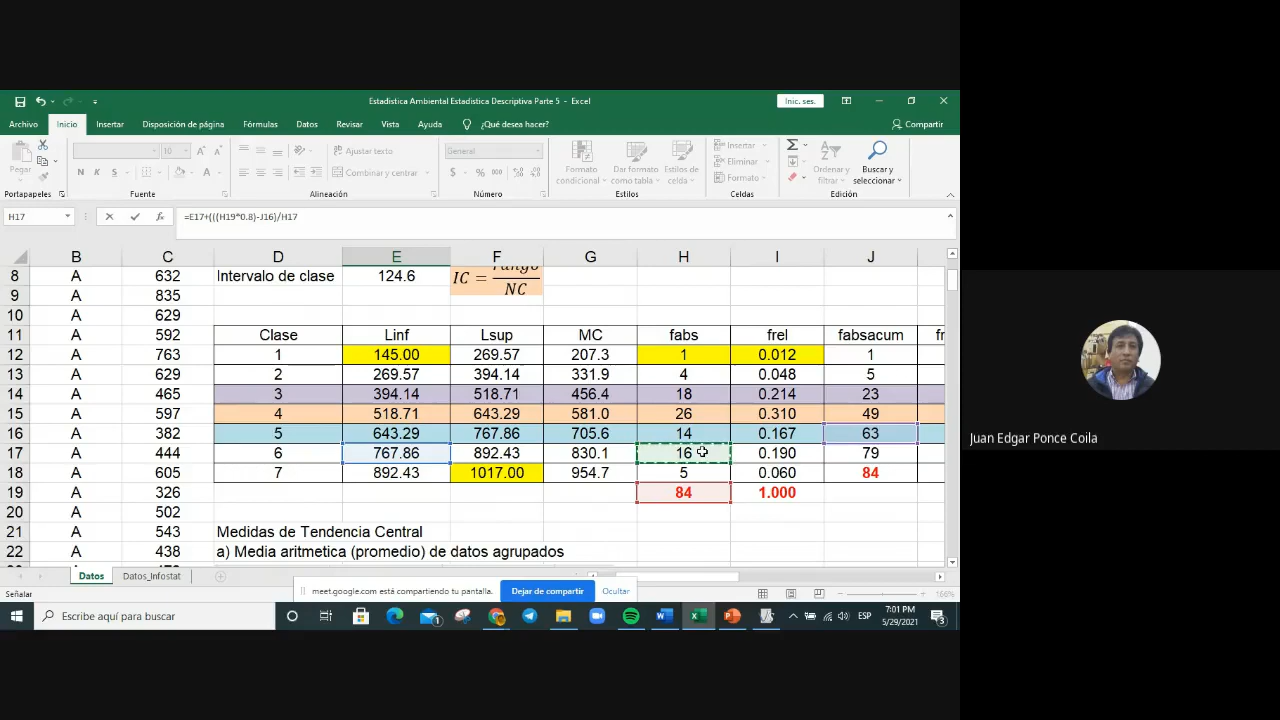 Estadistica Ambiental Estadistica Descriptiva Parte 5 - Excel
Inic. ses.
Archivo Inicio Insertar Disposición de página Fórmulas Datos Revisar Vista Ayuda ¿Qué desea hacer? Compartir
Pegar
10
Ajustar texto
Combinar y centrar
General
Formato condicional
Dar formato como tabla
Estilos de celda
Insertar
Eliminar
Formato
Ordenar y filtrar
Buscar y seleccionar
Portapapeles Fuente Alineación Número Estilos Celdas Edición
H17 =E17+(((H19*0.8)-J16)/H17
B C D E F G H I J
8 A 632 Intervalo de clase 124.6 IC = rango / NC
9 A 835
10 A 629
11 A 592 Clase Linf Lsup MC fabs frel fabsacum
12 A 763 1 145.00 269.57 207.3 1 0.012 1
13 A 629 2 269.57 394.14 331.9 4 0.048 5
14 A 465 3 394.14 518.71 456.4 18 0.214 23
15 A 597 4 518.71 643.29 581.0 26 0.310 49
16 A 382 5 643.29 767.86 705.6 14 0.167 63
17 A 444 6 767.86 892.43 830.1 16 0.190 79
18 A 605 7 892.43 1017.00 954.7 5 0.060 84
19 A 326 84 1.000
20 A 502
21 A 543 Medidas de Tendencia Central
22 A 438 a) Media aritmetica (promedio) de datos agrupados
Datos Datos_Infostat
Señalar
meet.google.com está compartiendo tu pantalla. Dejar de compartir Ocultar
166%
Escribe aquí para buscar
ESP
7:01 PM
5/29/2021
Juan Edgar Ponce Coila